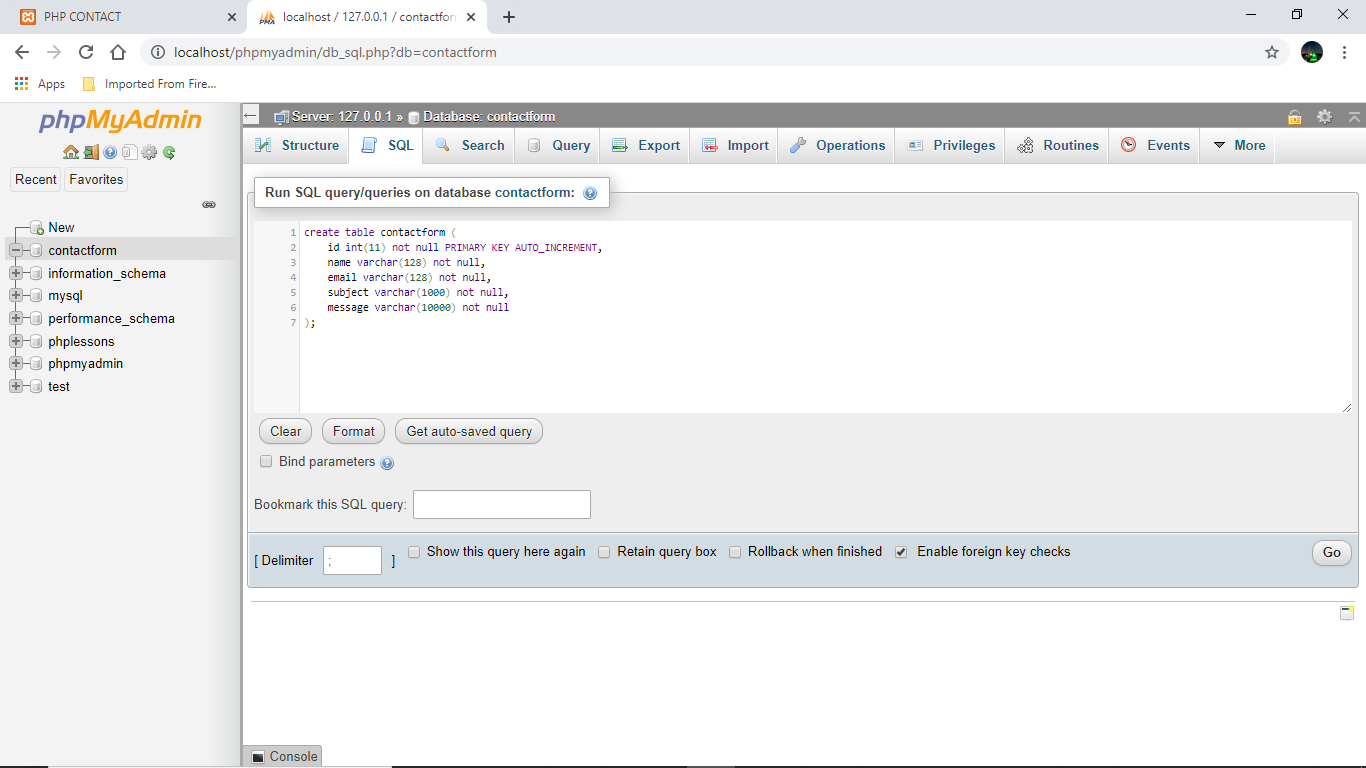 PHP CONTACT
localhost / 127.0.0.1 / contactform
localhost/phpmyadmin/db_sql.php?db=contactform
Apps
Imported From Fire...
phpMyAdmin
Recent
Favorites
New
contactform
information_schema
mysql
performance_schema
phplessons
phpmyadmin
test
Server: 127.0.0.1 » Database: contactform
Structure
SQL
Search
Query
Export
Import
Operations
Privileges
Routines
Events
More
Run SQL query/queries on database contactform:
1 create table contactform (
2 id int(11) not null PRIMARY KEY AUTO_INCREMENT,
3 name varchar(128) not null,
4 email varchar(128) not null,
5 subject varchar(1000) not null,
6 message varchar(10000) not null
7 );
Clear
Format
Get auto-saved query
Bind parameters
Bookmark this SQL query:
[ Delimiter ; ]
Show this query here again
Retain query box
Rollback when finished
Enable foreign key checks
Go
Console